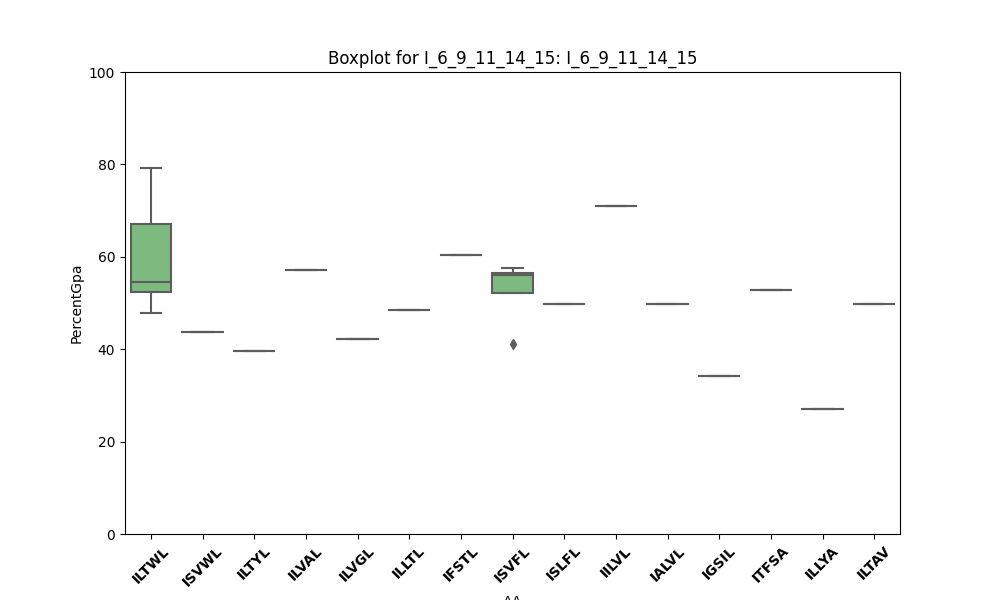 Boxplot for I_6_9_11_14_15: I_6_9_11_14_15
100
80
60
40
20
0
PercentGpa
ILTWL
ISVWL
ILTYL
ILVAL
ILVGL
ILLTL
IFSTL
ISVFL
ISLFL
IILVL
IALVL
IGSIL
ITFSA
ILLYA
ILTAV
AA